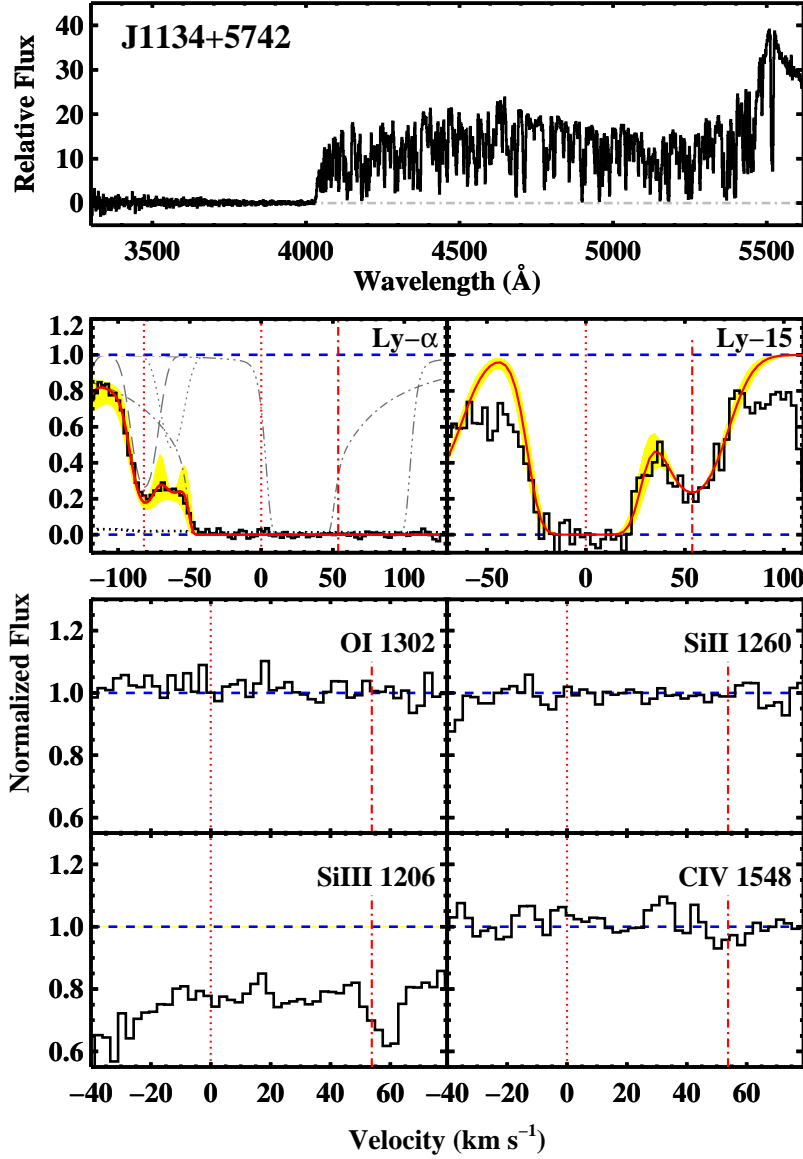 J1134+5742
Relative Flux
40
30
20
10
0
3500 4000 4500 5000 5500
Wavelength (Å)
Normalized Flux
1.2
1.0
0.8
0.6
0.4
0.2
0.0
Ly−α
Ly−15
−100 −50 0 50 100
−50 0 50 100
1.2
1.0
0.8
0.6
OI 1302
SiII 1260
1.2
1.0
0.8
0.6
SiIII 1206
CIV 1548
−40 −20 0 20 40 60
−40 −20 0 20 40 60
Velocity (km s⁻¹)